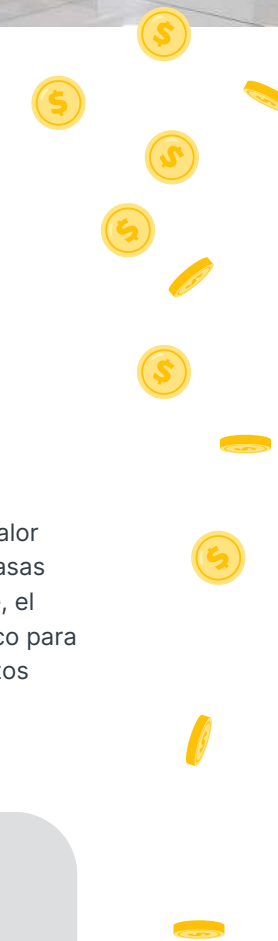 alor
asas
, el
co para
tos